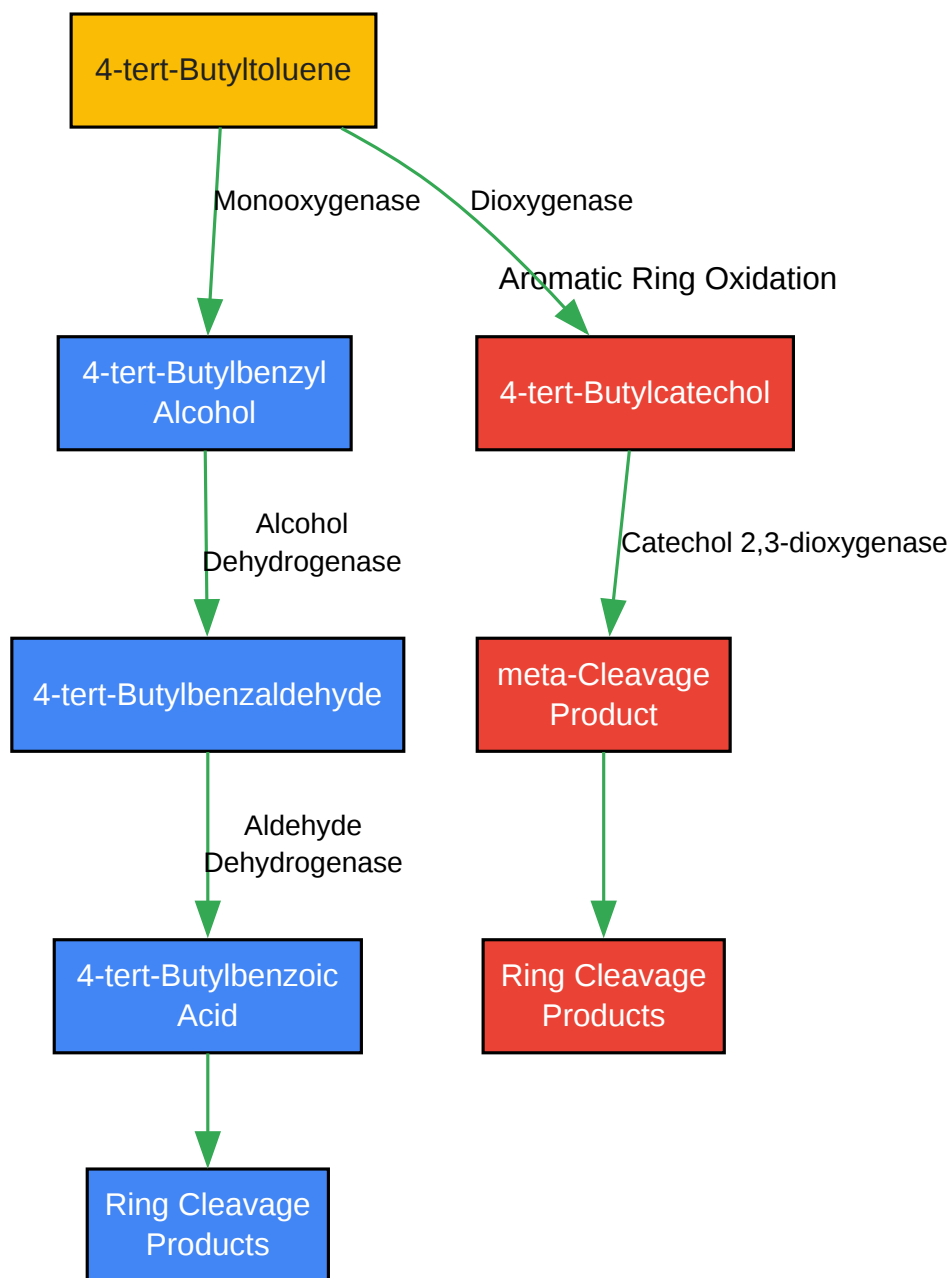 4-tert-Butyltoluene
Monooxygenase
Dioxygenase
Aromatic Ring Oxidation
4-tert-Butylbenzyl
Alcohol
4-tert-Butylcatechol
Alcohol
Dehydrogenase
Catechol 2,3-dioxygenase
4-tert-Butylbenzaldehyde
meta-Cleavage
Product
Aldehyde
Dehydrogenase
4-tert-Butylbenzoic
Acid
Ring Cleavage
Products
Ring Cleavage
Products